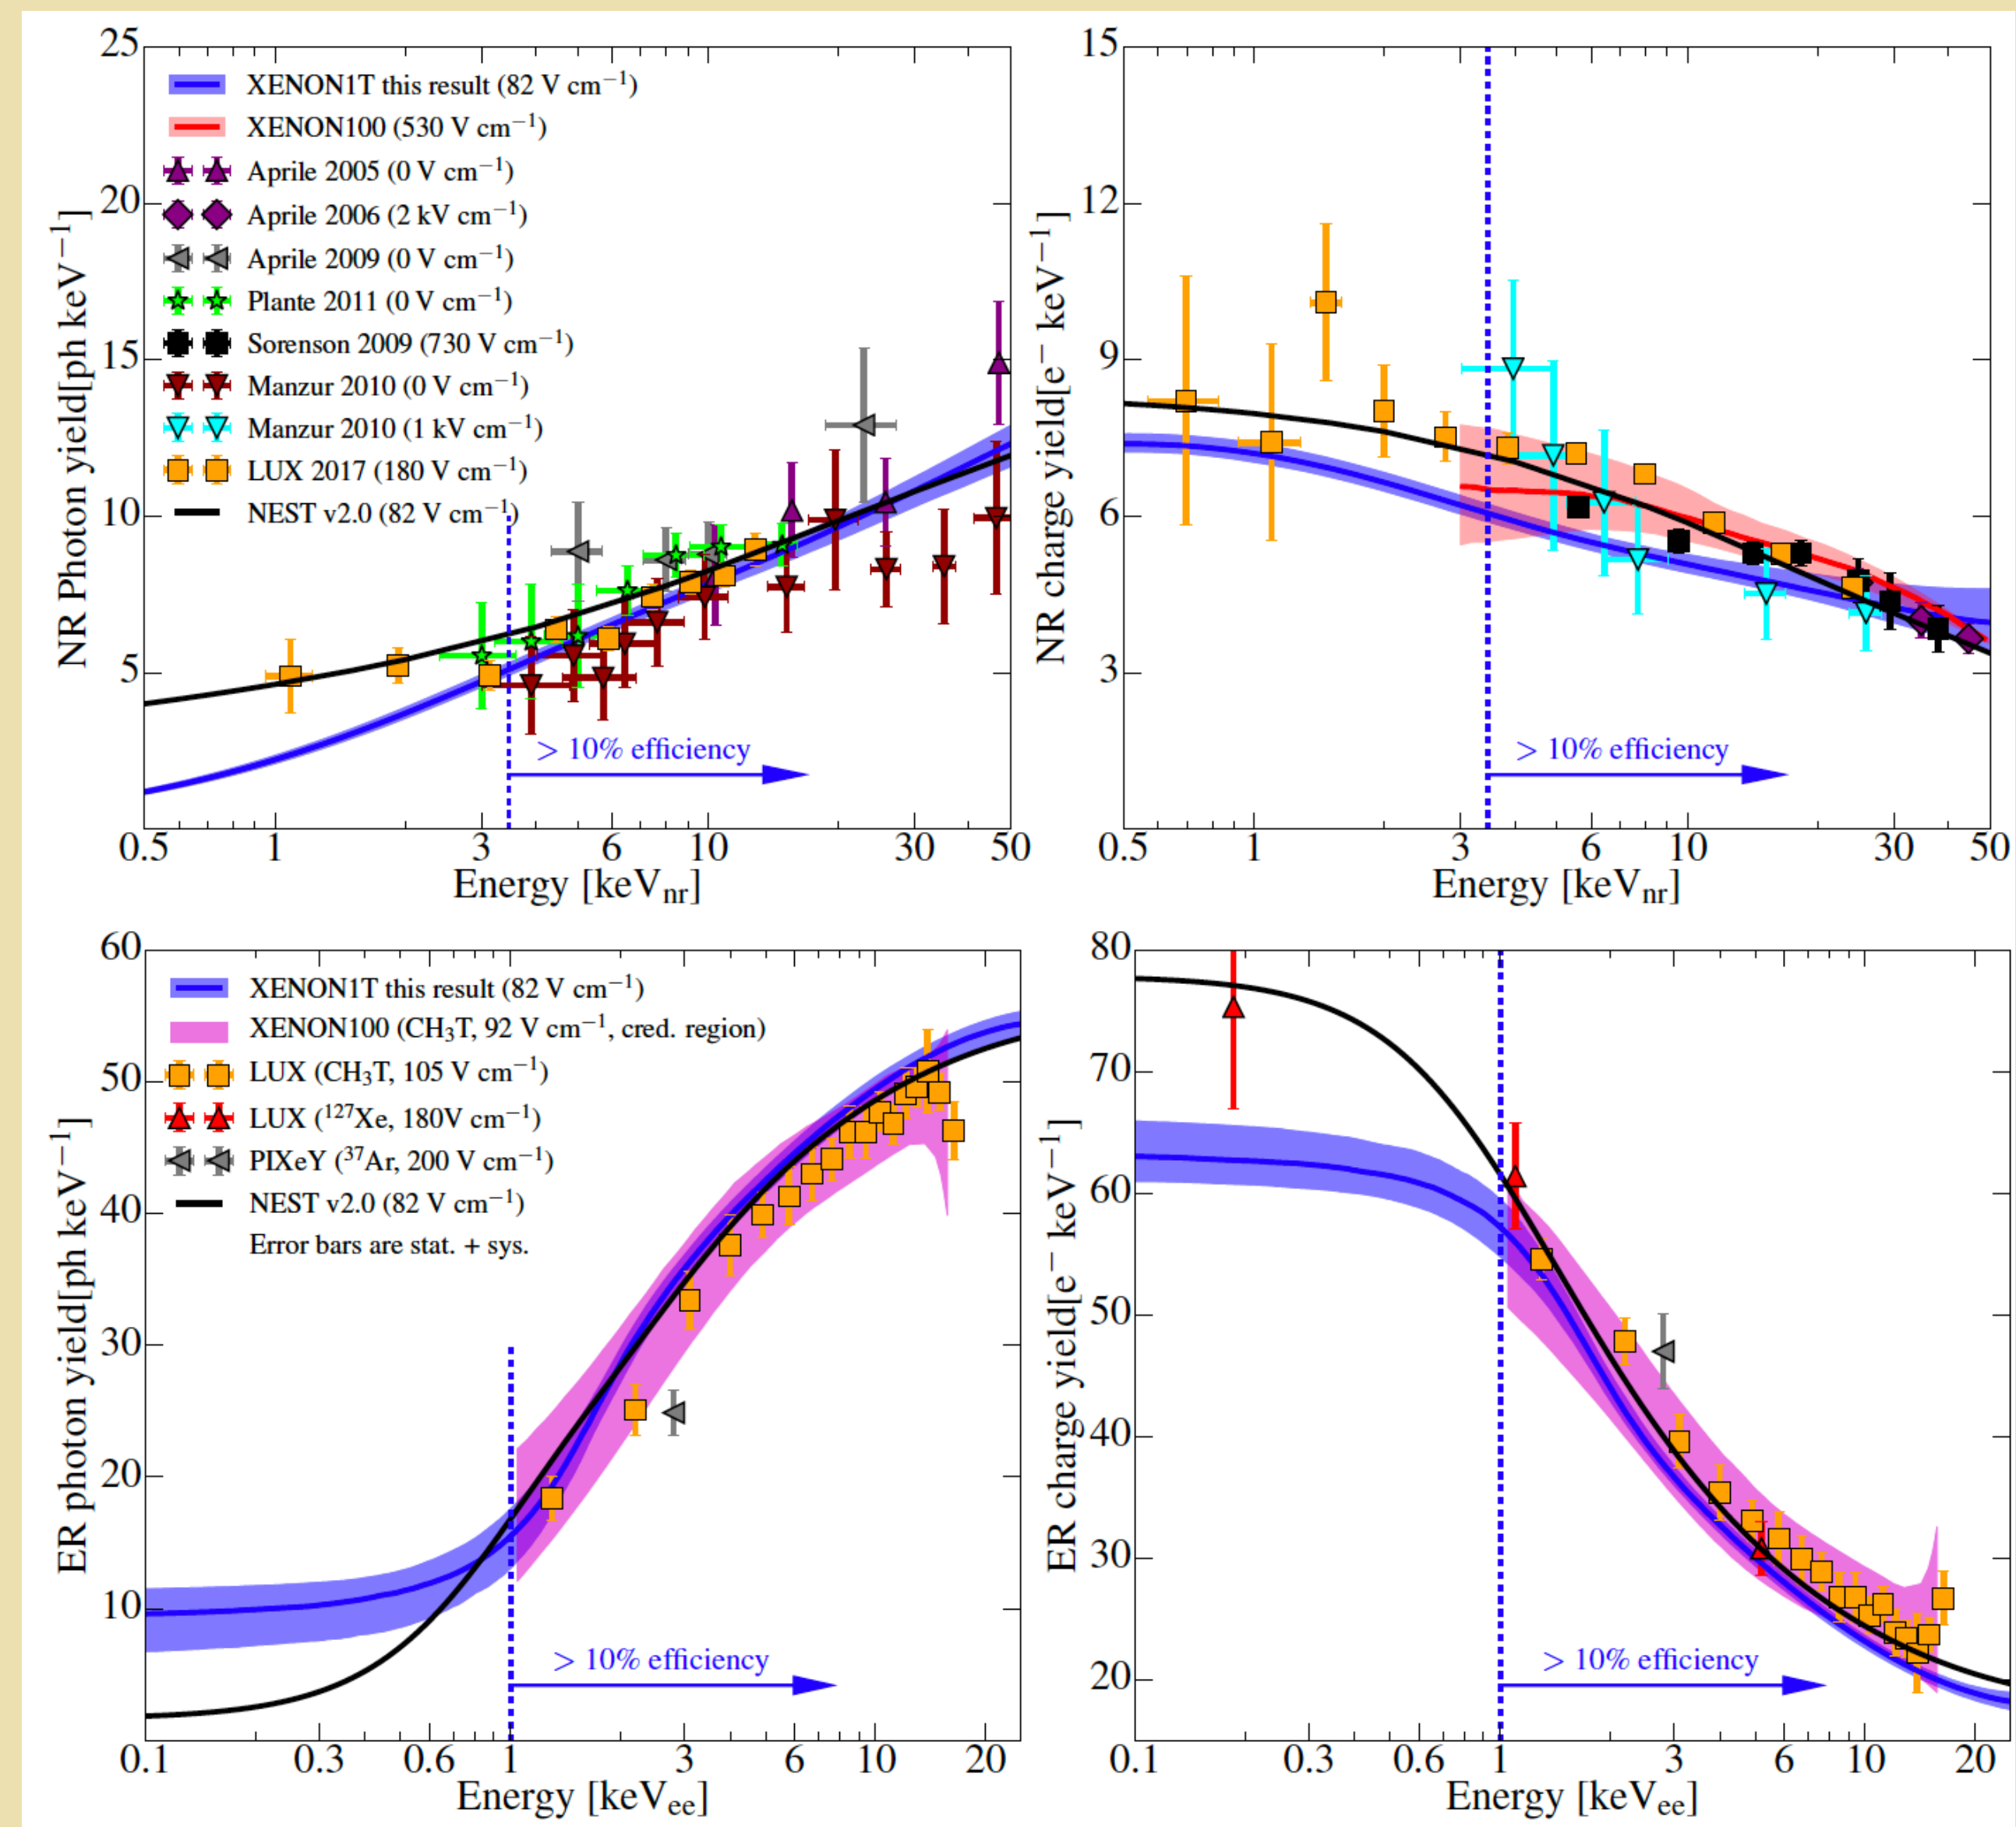 25
20
15
10
5
NR Photon yield[ph keV⁻¹]
XENON1T this result (82 V cm⁻¹)
XENON100 (530 V cm⁻¹)
Aprile 2005 (0 V cm⁻¹)
Aprile 2006 (2 kV cm⁻¹)
Aprile 2009 (0 V cm⁻¹)
Plante 2011 (0 V cm⁻¹)
Sorenson 2009 (730 V cm⁻¹)
Manzur 2010 (0 V cm⁻¹)
Manzur 2010 (1 kV cm⁻¹)
LUX 2017 (180 V cm⁻¹)
NEST v2.0 (82 V cm⁻¹)
> 10% efficiency
0.5 1 3 6 10 30 50
Energy [keVₙᵣ]
15
12
9
6
3
NR charge yield[e⁻ keV⁻¹]
> 10% efficiency
0.5 1 3 6 10 30 50
Energy [keVₙᵣ]
60
50
40
30
20
10
ER photon yield[ph keV⁻¹]
XENON1T this result (82 V cm⁻¹)
XENON100 (CH₃T, 92 V cm⁻¹, cred. region)
LUX (CH₃T, 105 V cm⁻¹)
LUX (¹²⁷Xe, 180V cm⁻¹)
PIXeY (³⁷Ar, 200 V cm⁻¹)
NEST v2.0 (82 V cm⁻¹)
Error bars are stat. + sys.
> 10% efficiency
0.1 0.3 0.6 1 3 6 10 20
Energy [keVₑₑ]
80
70
60
50
40
30
20
ER charge yield[e⁻ keV⁻¹]
> 10% efficiency
0.1 0.3 0.6 1 3 6 10 20
Energy [keVₑₑ]